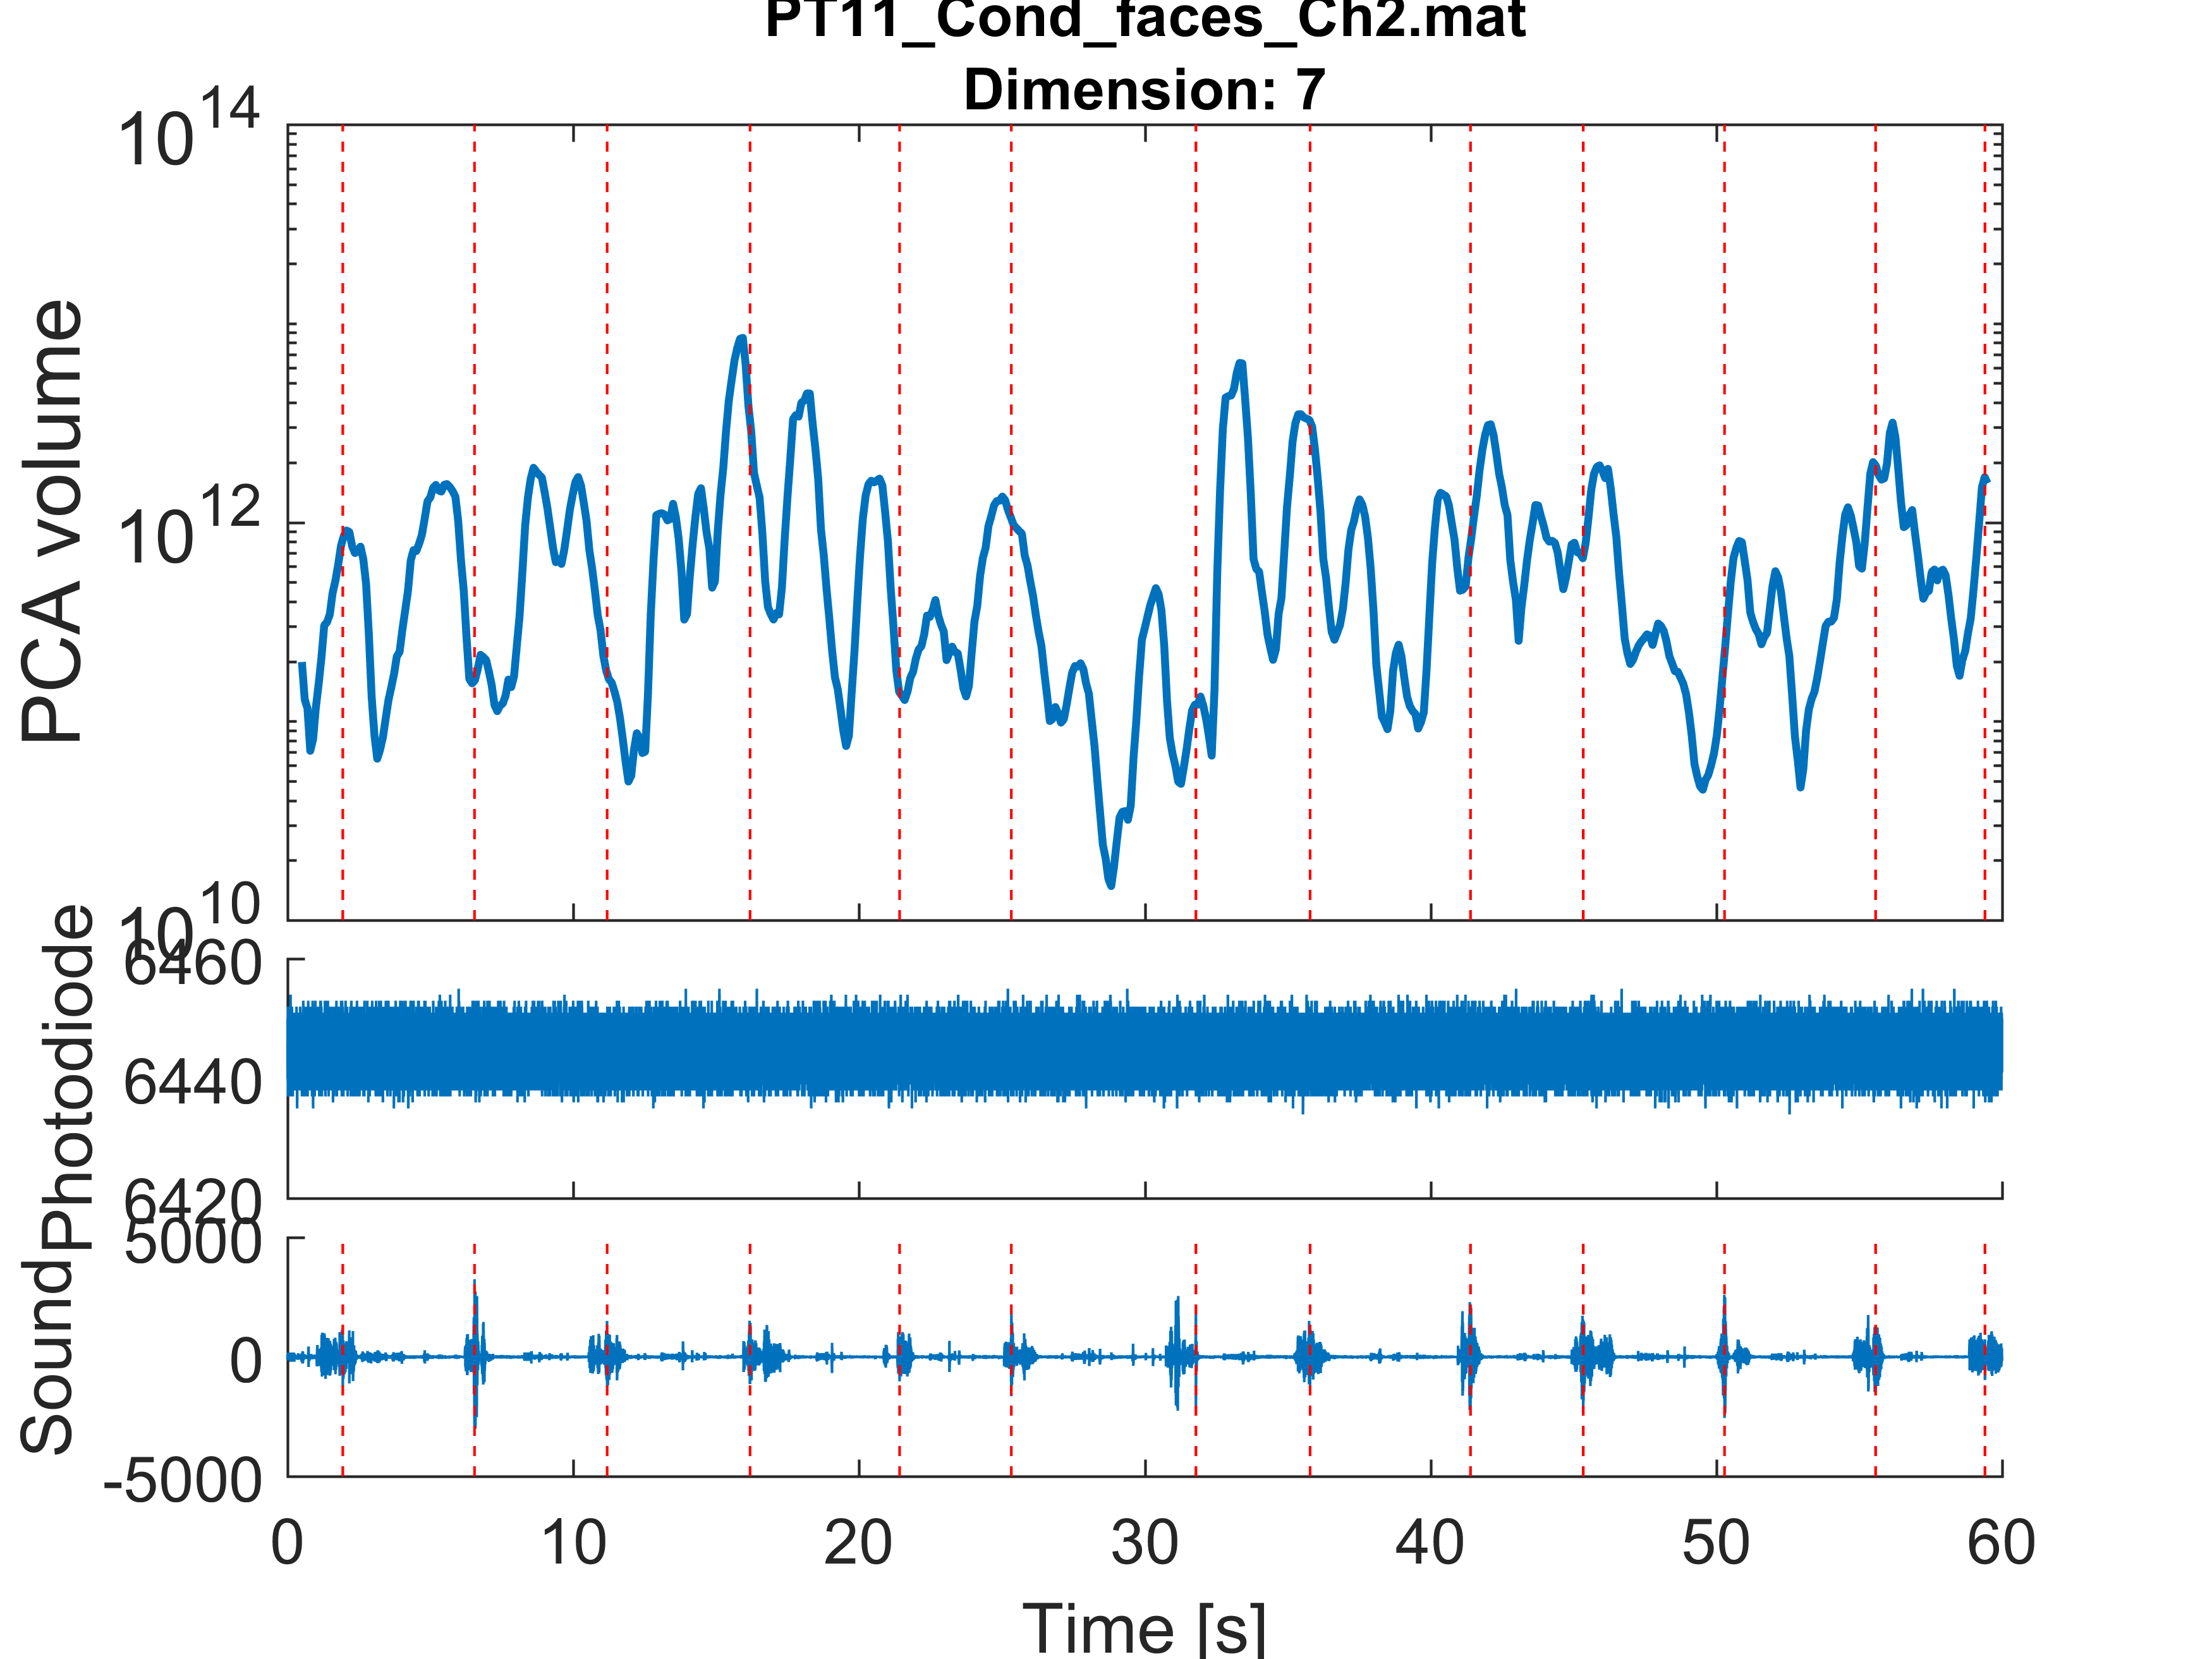 PT11_Cond_faces_Ch2.mat
Dimension: 7
10^14
10^12
10^10
PCA volume
6460
6440
6420
Photodiode
5000
0
-5000
Sound
0 10 20 30 40 50 60
Time [s]